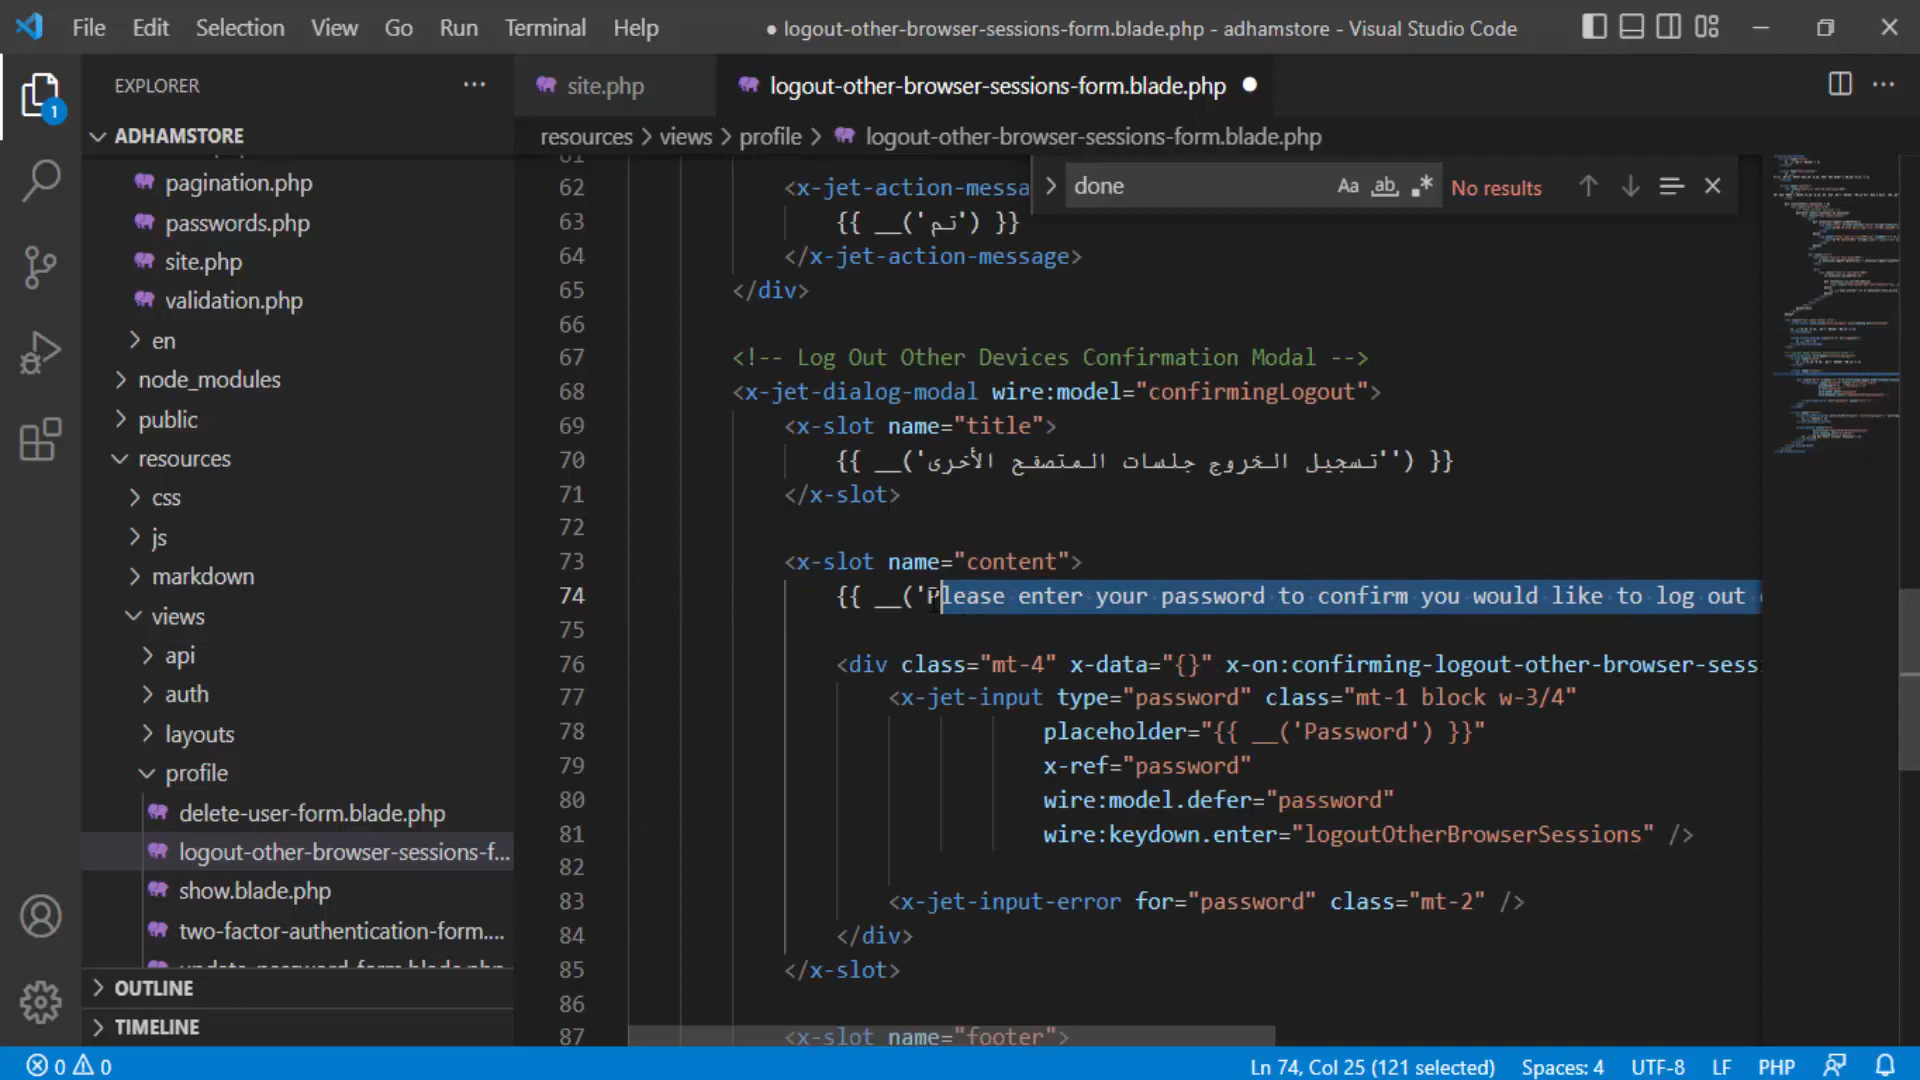 File Edit Selection View Go Run Terminal Help
● logout-other-browser-sessions-form.blade.php - adhamstore - Visual Studio Code
EXPLORER
site.php
logout-other-browser-sessions-form.blade.php
1
ADHAMSTORE
resources > views > profile > logout-other-browser-sessions-form.blade.php
done
Aa ab
No results
pagination.php
passwords.php
site.php
validation.php
en
node_modules
public
resources
css
js
markdown
views
api
auth
layouts
profile
delete-user-form.blade.php
logout-other-browser-sessions-f...
show.blade.php
two-factor-authentication-form....
update-password-form.blade.php
OUTLINE
TIMELINE
61
62 <x-jet-action-messa
63 {{ __('تم') }}
64 </x-jet-action-message>
65 </div>
66
67 <!-- Log Out Other Devices Confirmation Modal -->
68 <x-jet-dialog-modal wire:model="confirmingLogout">
69 <x-slot name="title">
70 {{ __('تسجيل الخروج جلسات المتصفح الأخرى'') }}
71 </x-slot>
72
73 <x-slot name="content">
74 {{ __('Please enter your password to confirm you would like to log out
75
76 <div class="mt-4" x-data="{}" x-on:confirming-logout-other-browser-sess
77 <x-jet-input type="password" class="mt-1 block w-3/4"
78 placeholder="{{ __('Password') }}"
79 x-ref="password"
80 wire:model.defer="password"
81 wire:keydown.enter="logoutOtherBrowserSessions" />
82
83 <x-jet-input-error for="password" class="mt-2" />
84 </div>
85 </x-slot>
86
87 <x-slot name="footer">
0 0
Ln 74, Col 25 (121 selected) Spaces: 4 UTF-8 LF PHP